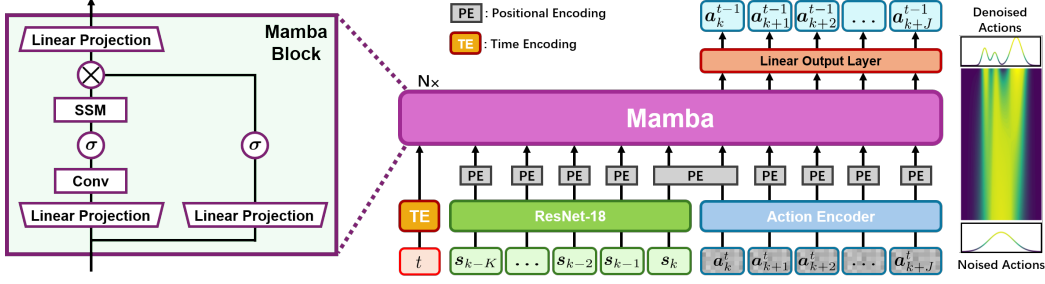 Linear Projection
Mamba
Block
SSM
σ
σ
Conv
Linear Projection
Linear Projection
PE : Positional Encoding
TE : Time Encoding
N×
a_k^{t-1} a_{k+1}^{t-1} a_{k+2}^{t-1} ... a_{k+J}^{t-1}
Linear Output Layer
Mamba
PE PE PE PE PE PE PE PE PE
TE
ResNet-18
Action Encoder
t
s_{k-K} ... s_{k-2} s_{k-1} s_k
a_k^t a_{k+1}^t a_{k+2}^t ... a_{k+J}^t
Denoised
Actions
Noised Actions